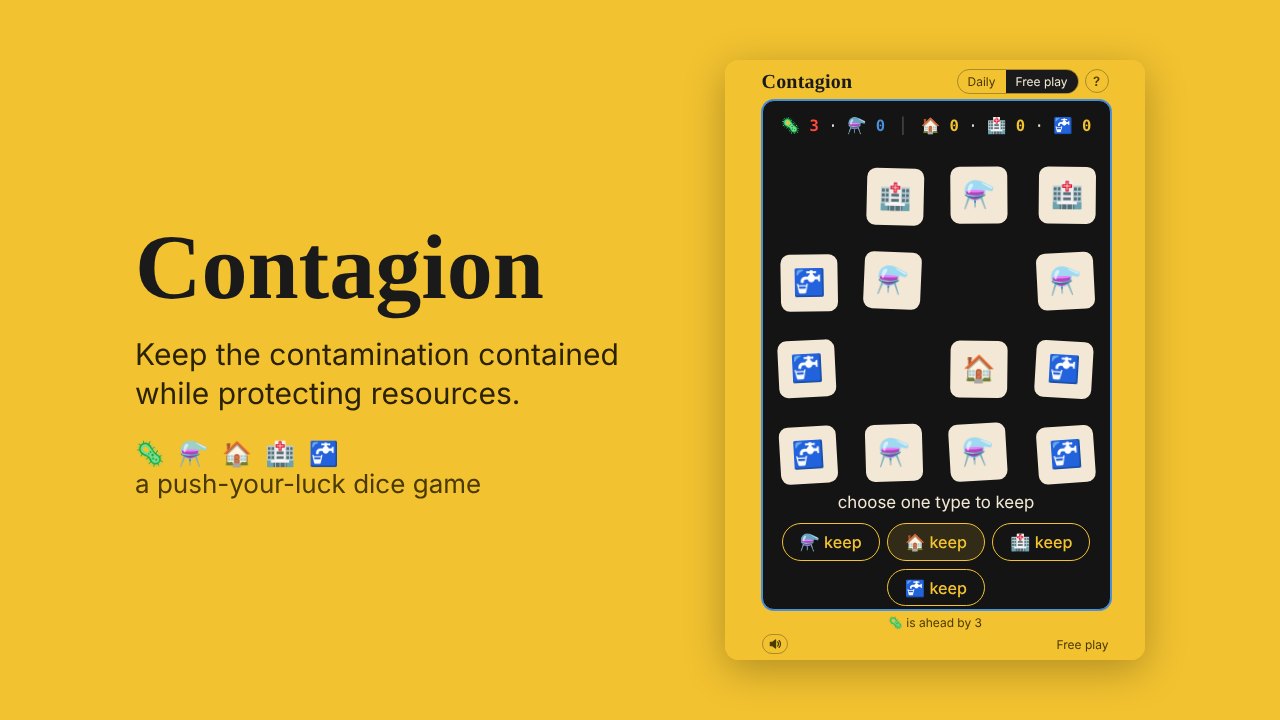 Contagion
Keep the contamination contained
while protecting resources.
a push-your-luck dice game
Contagion
Daily
Free play
?
3 · 0 | 0 · 0 · 0
choose one type to keep
keep
keep
keep
keep
is ahead by 3
Free play